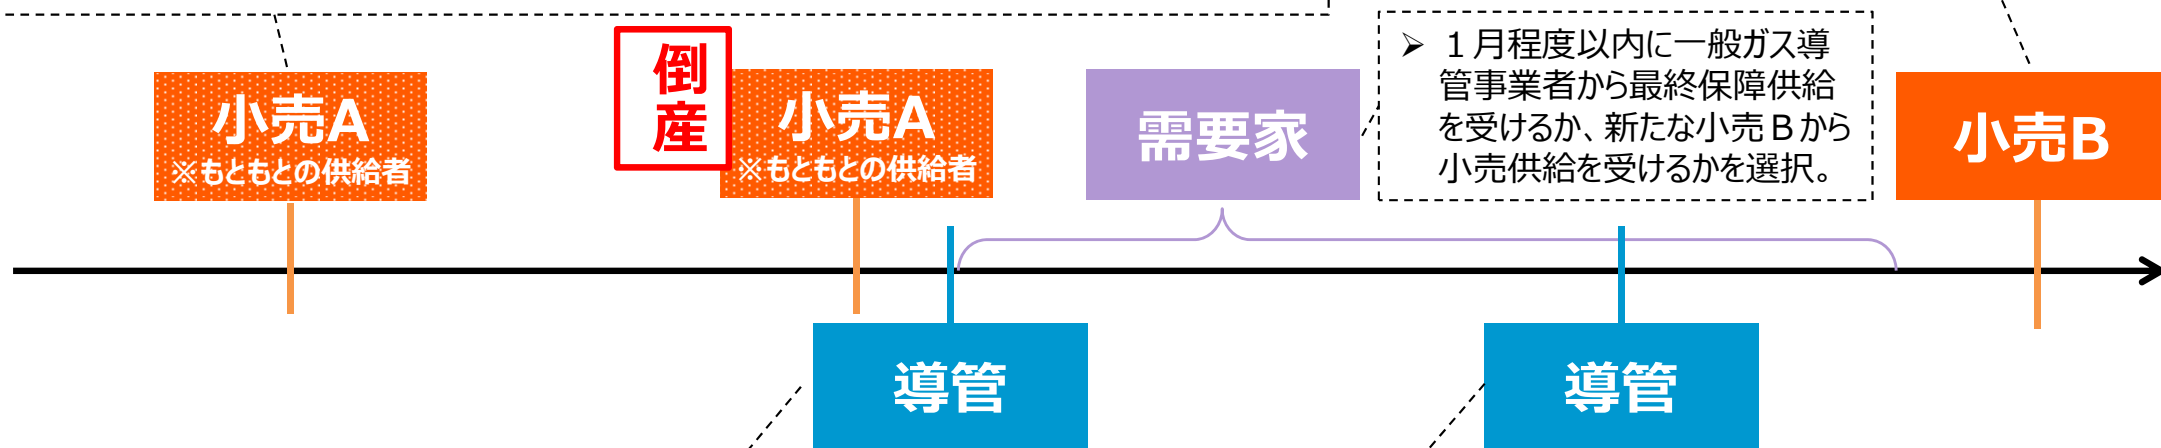 小売A
※もともとの供給者
倒
産
小売A
※もともとの供給者
需要家
➢ 1月程度以内に一般ガス導
管事業者から最終保障供給
を受けるか、新たな小売Bから
小売供給を受けるかを選択。
小売B
導管
導管